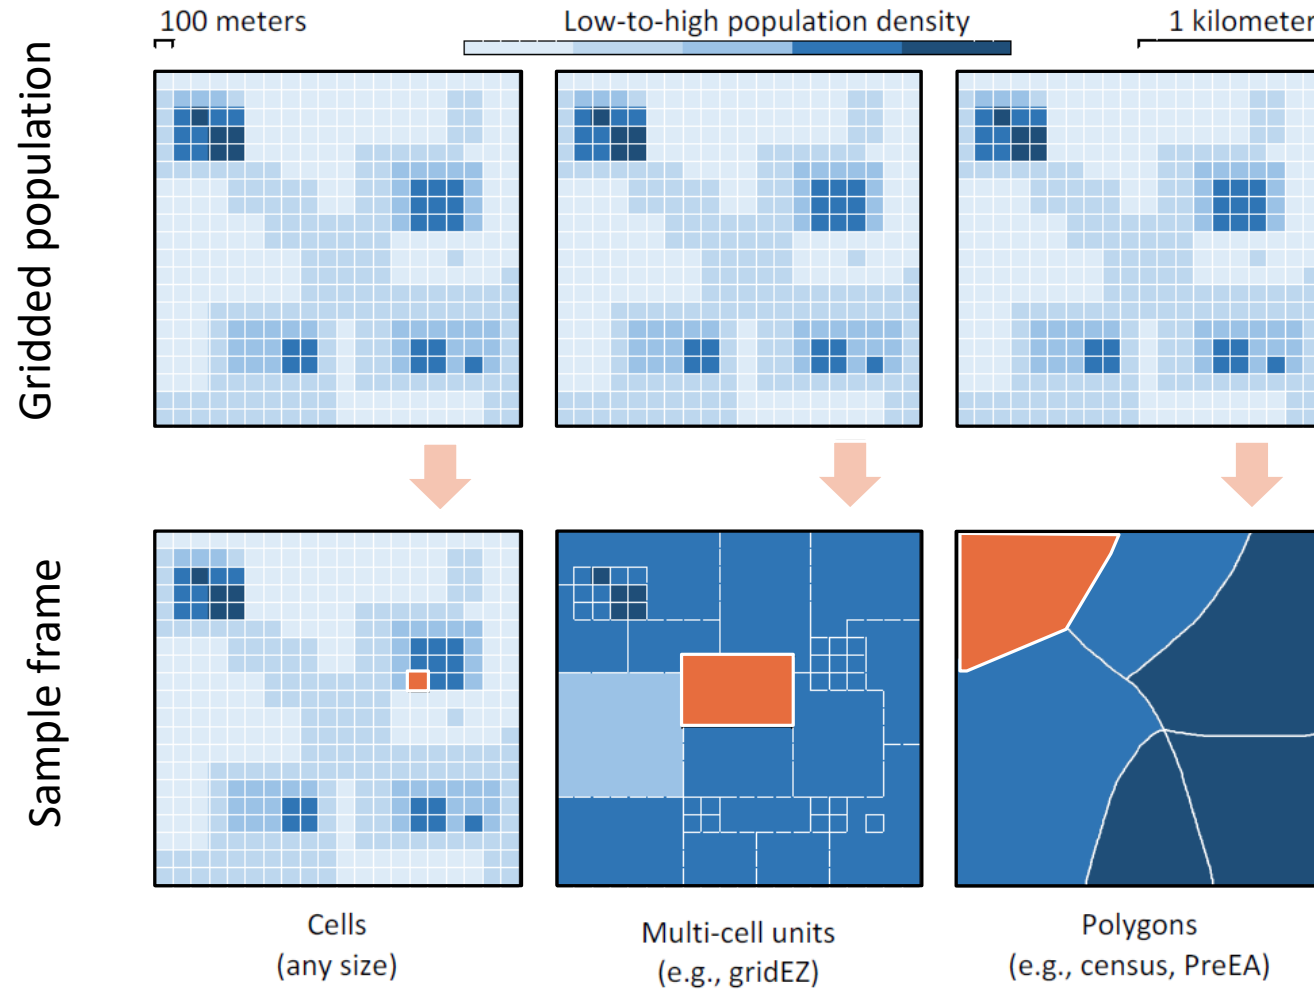 100 meters
Low-to-high population density
1 kilometer
Gridded population
Sample frame
Cells
(any size)
Multi-cell units
(e.g., gridEZ)
Polygons
(e.g., census, PreEA)